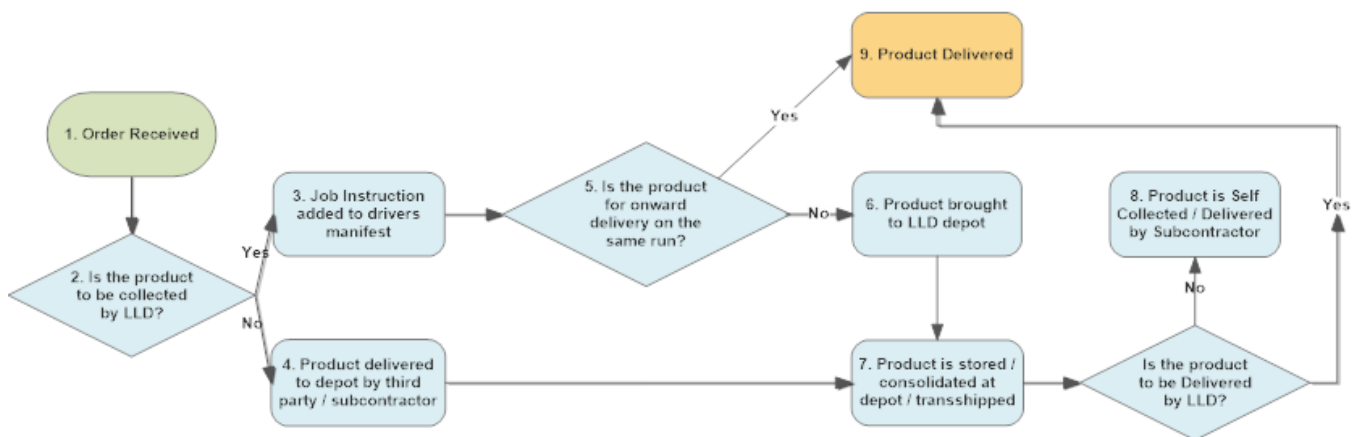 1. Order Received
2. Is the product
to be collected
by LLD?
Yes
No
3. Job Instruction
added to drivers
manifest
4. Product delivered
to depot by third
party / subcontractor
5. Is the product
for onward
delivery on the
same run?
Yes
No
9. Product Delivered
6. Product brought
to LLD depot
7. Product is stored /
consolidated at
depot / transshipped
Is the product
to be Delivered
by LLD?
No
Yes
8. Product is Self
Collected / Delivered
by Subcontractor